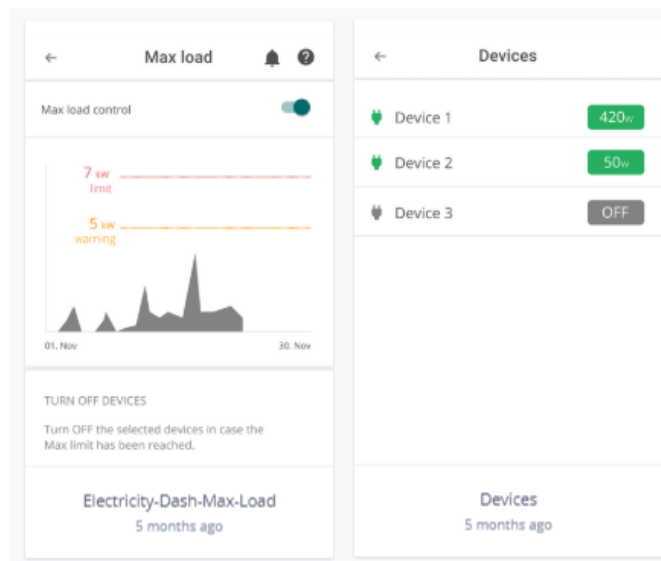 Max load
Max load control
7 kW
limit
5 kW
warning
01. Nov
30. Nov
TURN OFF DEVICES
Turn OFF the selected devices in case the
Max limit has been reached.
Electricity-Dash-Max-Load
5 months ago
Devices
Device 1
420w
Device 2
50w
Device 3
OFF
Devices
5 months ago